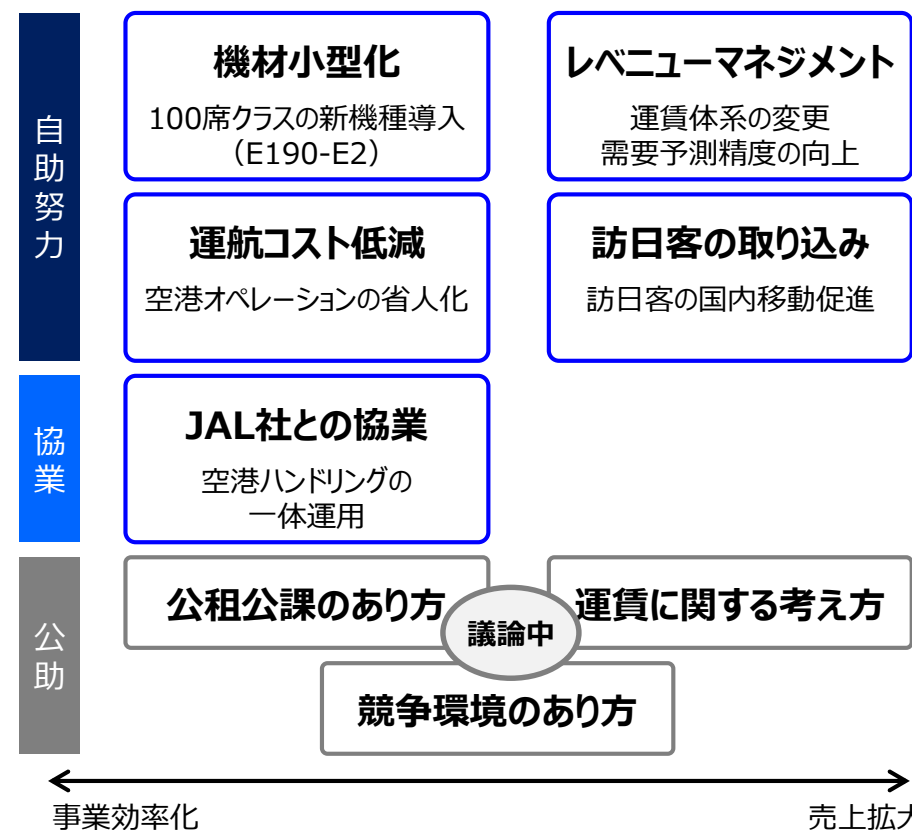 自助努力
機材小型化
100席クラスの新機種導入
（E190-E2）
レベニューマネジメント
運賃体系の変更
需要予測精度の向上
運航コスト低減
空港オペレーションの省人化
訪日客の取り込み
訪日客の国内移動促進
協業
JAL社との協業
空港ハンドリングの
一体運用
公助
公租公課のあり方
運賃に関する考え方
議論中
競争環境のあり方
事業効率化
売上拡大